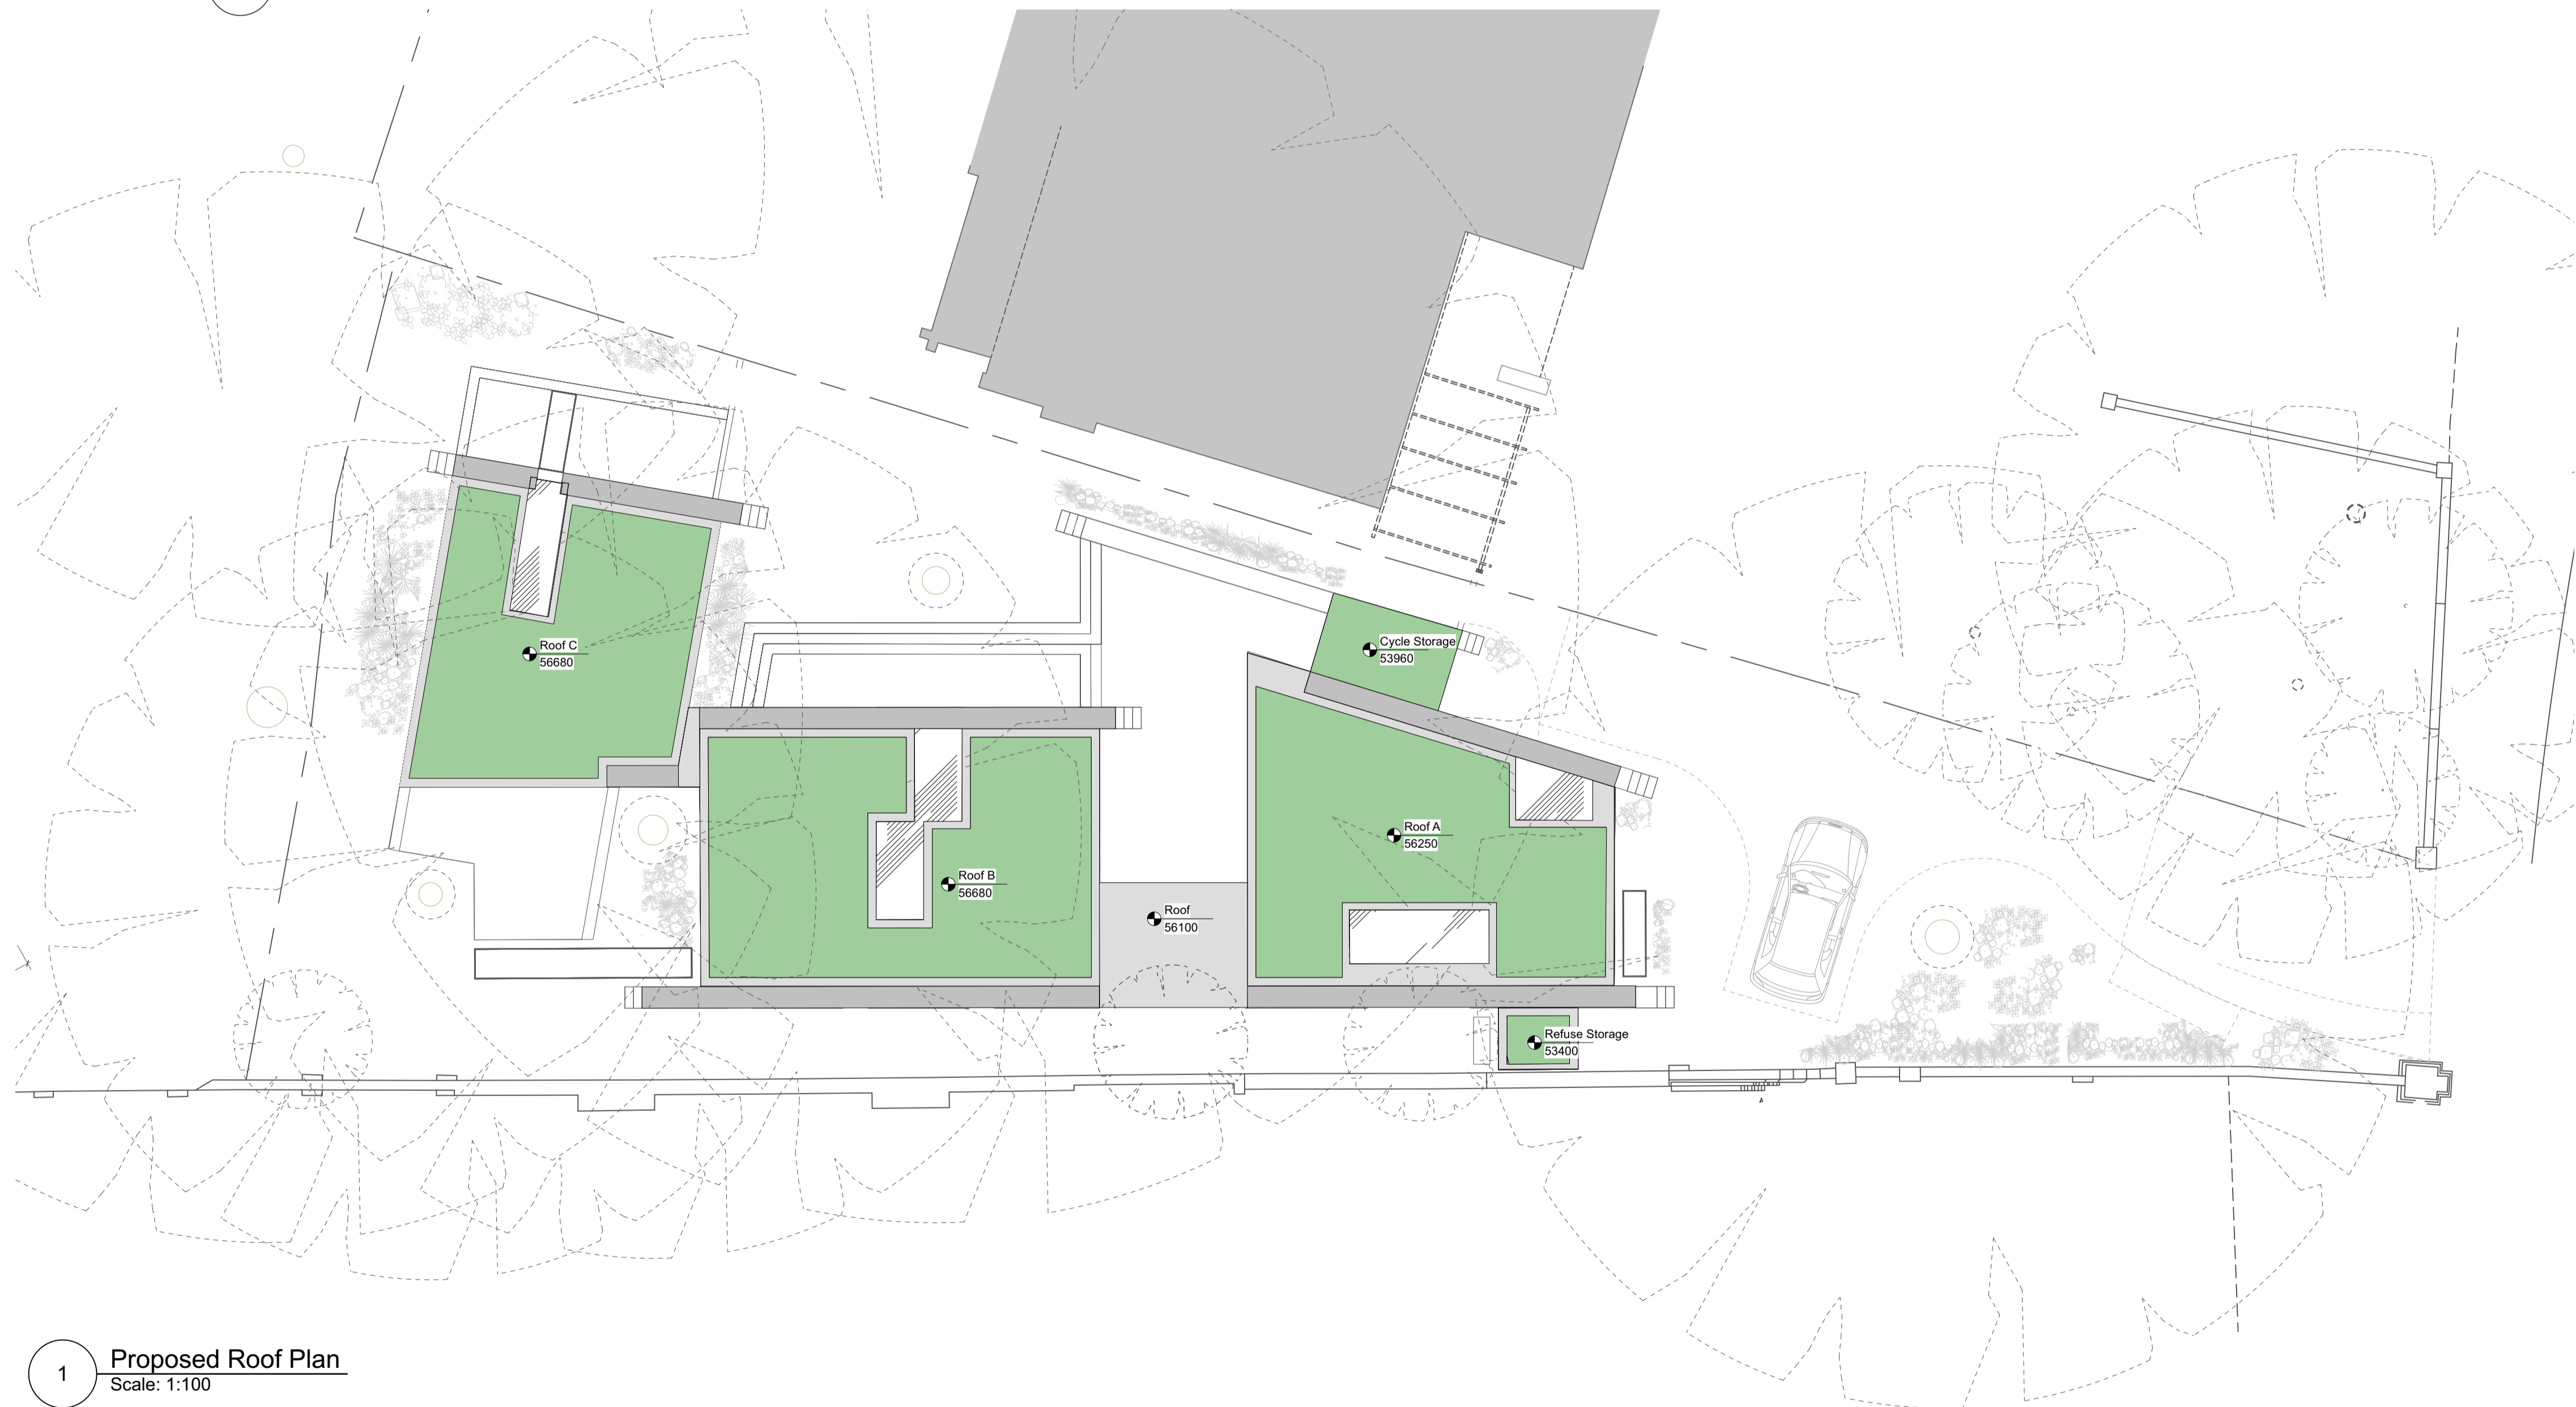 Roof C
56680
Cycle Storage
53960
Roof A
56250
Roof B
56680
Roof
56100
Refuse Storage
53400
1
Proposed Roof Plan
Scale: 1:100